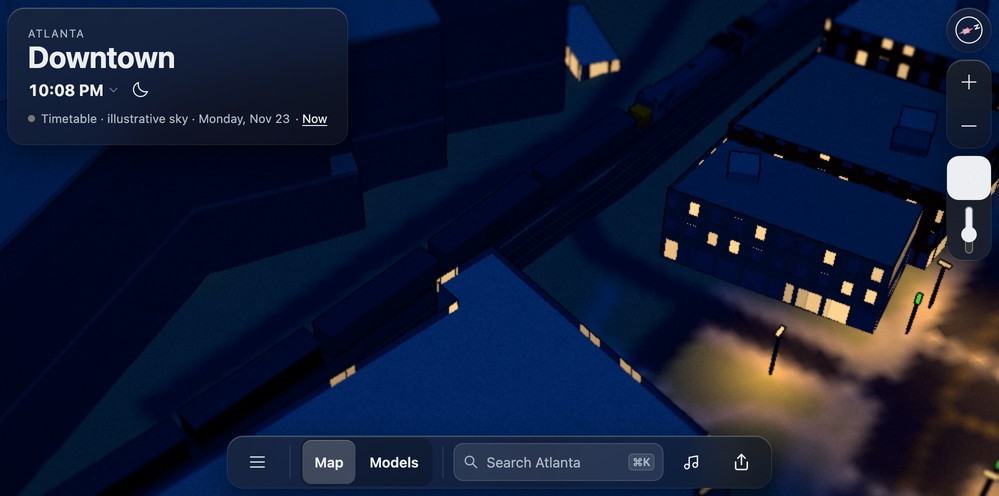 ATLANTA
Downtown
10:08 PM
Timetable · illustrative sky · Monday, Nov 23 · Now
Map
Models
Search Atlanta
⌘K